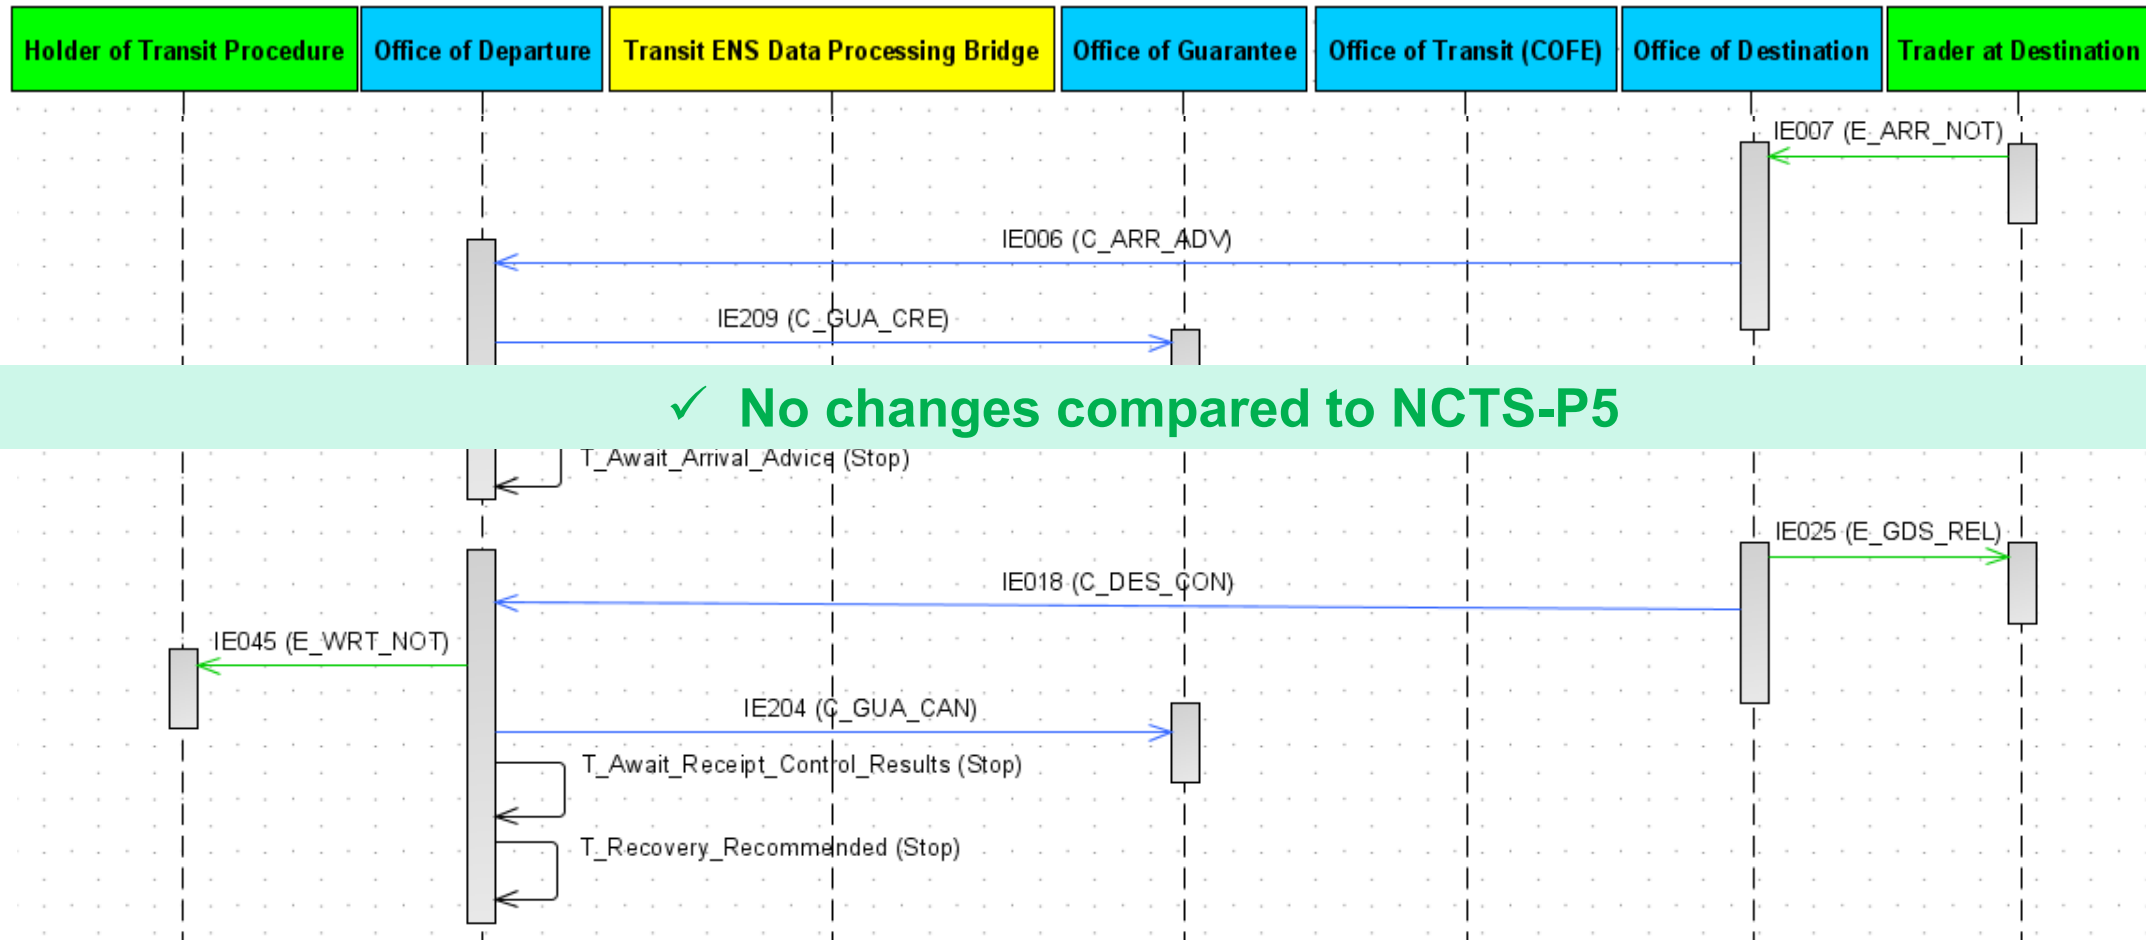 Holder of Transit Procedure
Office of Departure
Transit ENS Data Processing Bridge
Office of Guarantee
Office of Transit (COFE)
Office of Destination
Trader at Destination
IE007 (E_ARR_NOT)
IE006 (C_ARR_ADV)
IE209 (C_GUA_CRE)
✓ No changes compared to NCTS-P5
T_Await_Arrival_Advice (Stop)
IE025 (E_GDS_REL)
IE018 (C_DES_CON)
IE045 (E_WRT_NOT)
IE204 (C_GUA_CAN)
T_Await_Receipt_Control_Results (Stop)
T_Recovery_Recommended (Stop)